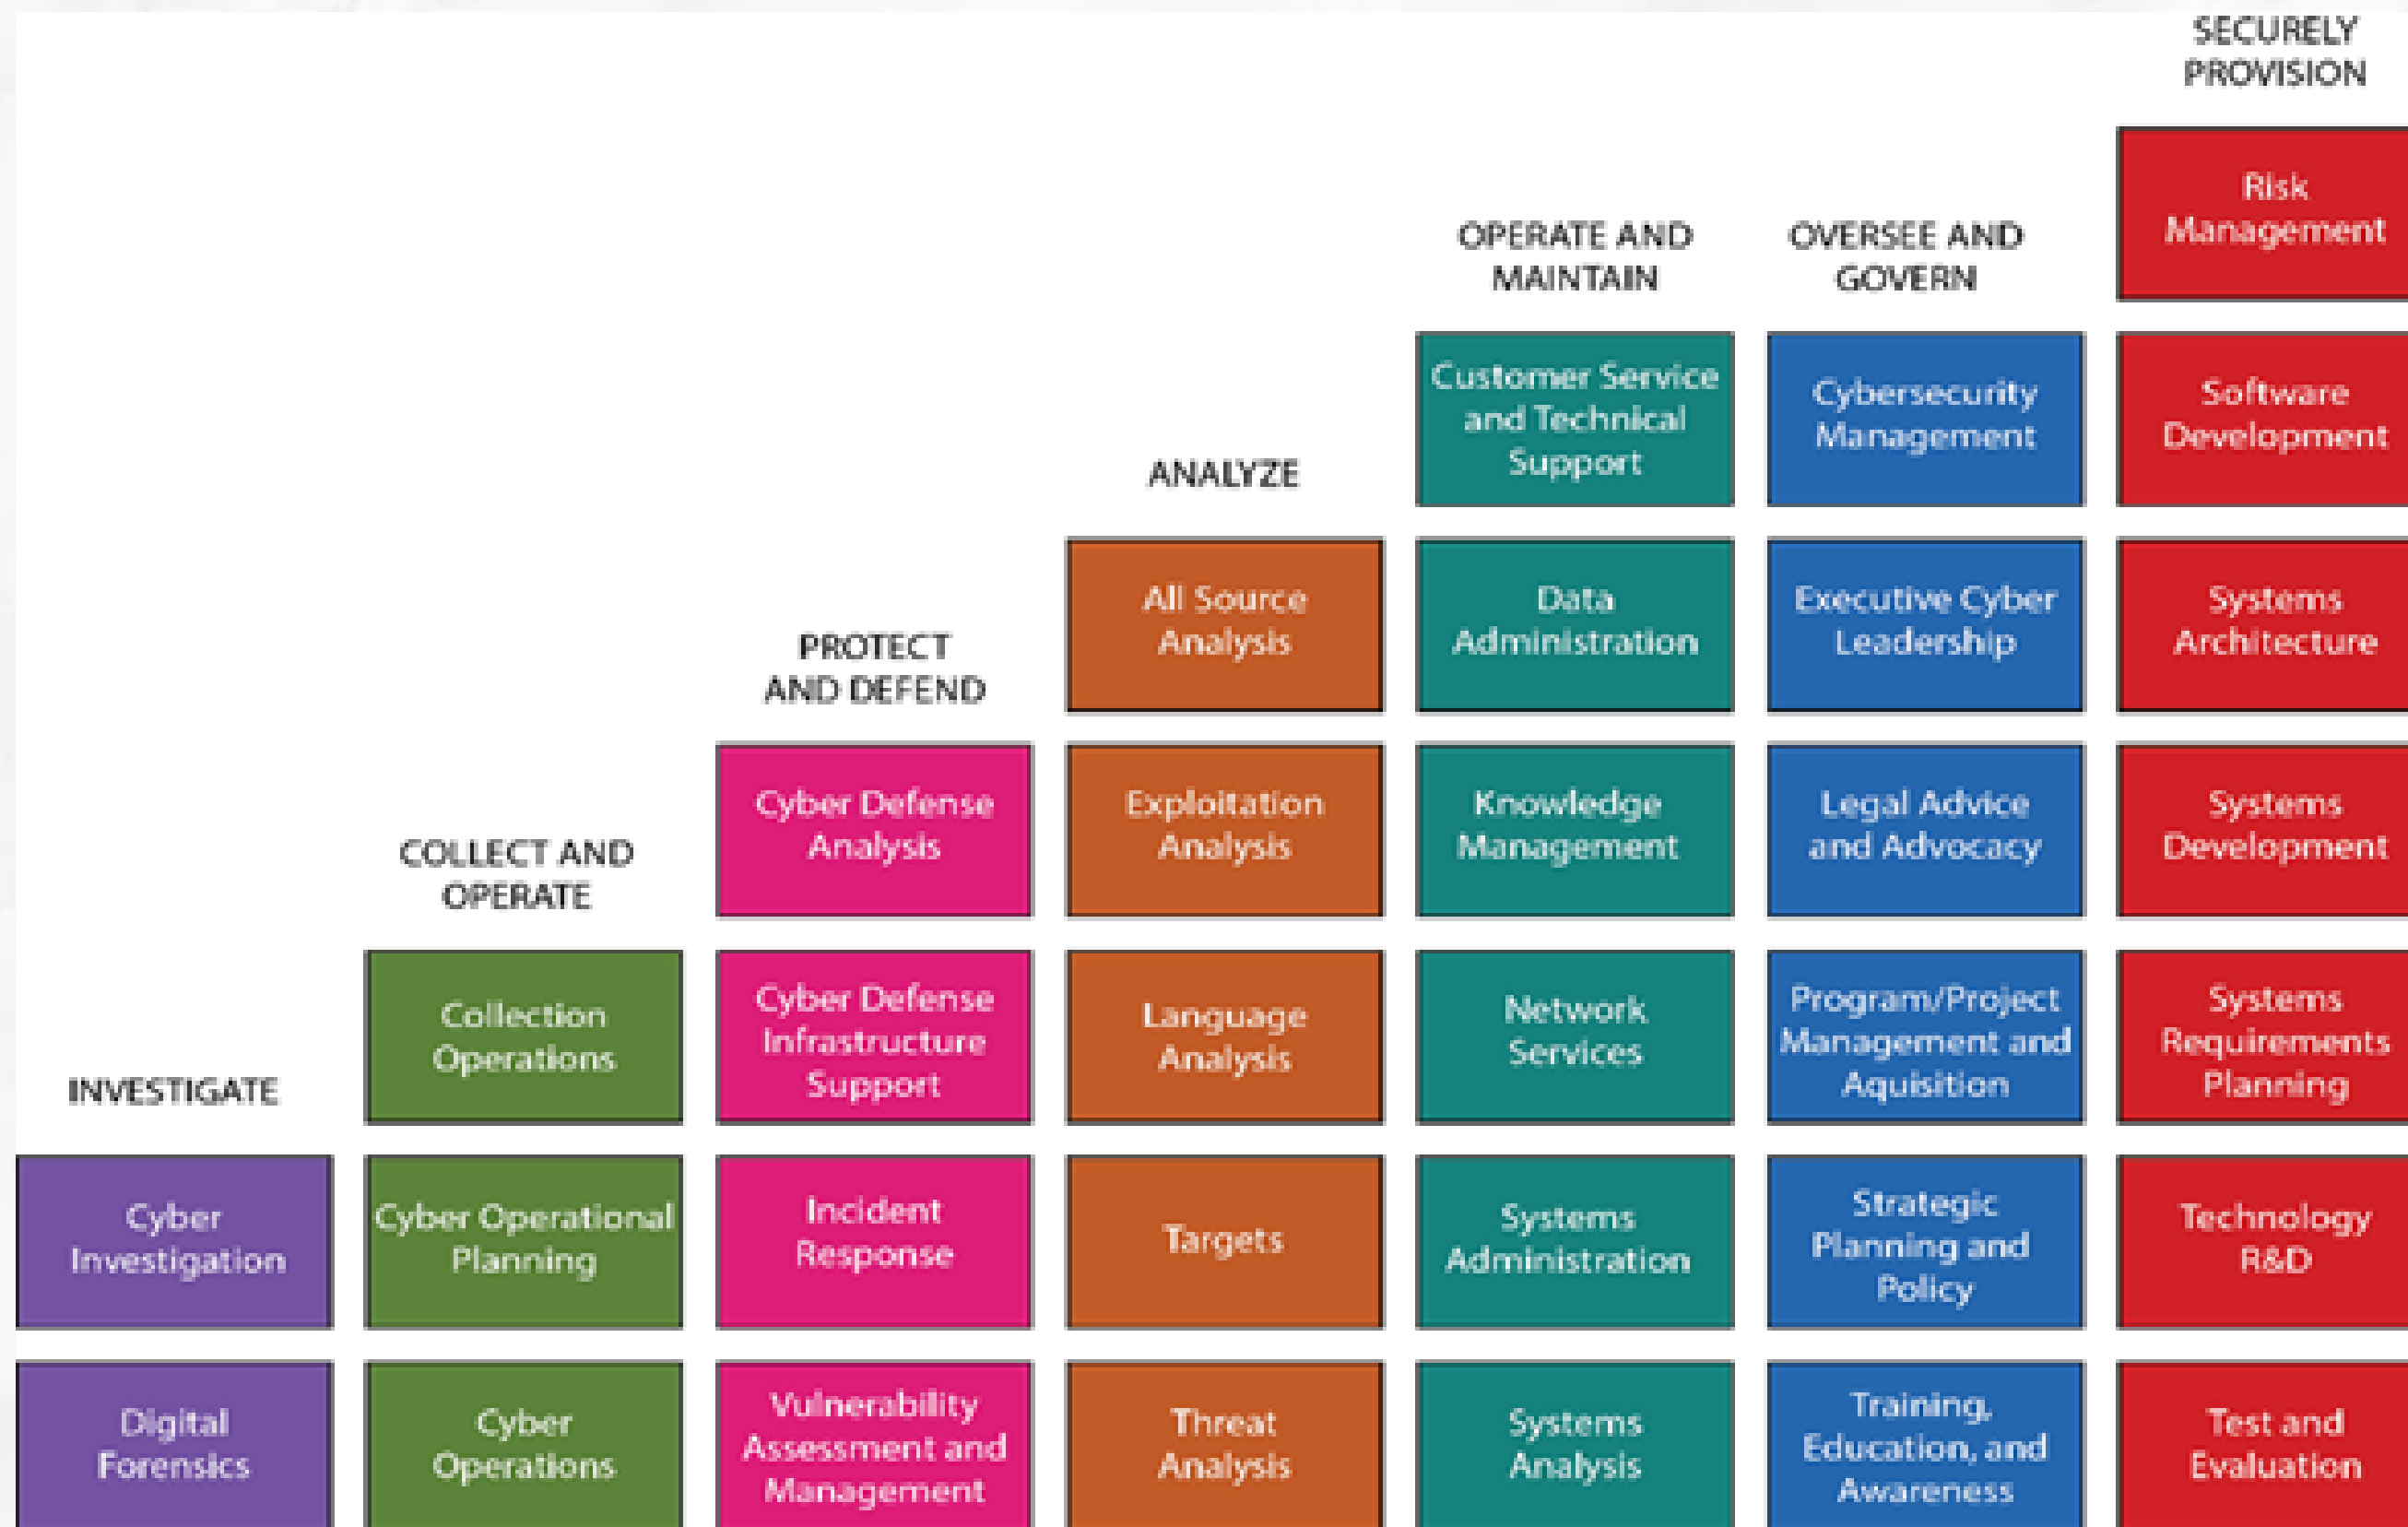 INVESTIGATE
Cyber
Investigation
Digital
Forensics
COLLECT AND
OPERATE
Collection
Operations
Cyber Operational
Planning
Cyber
Operations
PROTECT
AND DEFEND
Cyber Defense
Analysis
Cyber Defense
Infrastructure
Support
Incident
Response
Vulnerability
Assessment and
Management
ANALYZE
All Source
Analysis
Exploitation
Analysis
Language
Analysis
Targets
Threat
Analysis
OPERATE AND
MAINTAIN
Customer Service
and Technical
Support
Data
Administration
Knowledge
Management
Network
Services
Systems
Administration
Systems
Analysis
OVERSEE AND
GOVERN
Cybersecurity
Management
Executive Cyber
Leadership
Legal Advice
and Advocacy
Program/Project
Management and
Aquisition
Strategic
Planning and
Policy
Training,
Education, and
Awareness
SECURELY
PROVISION
Risk
Management
Software
Development
Systems
Architecture
Systems
Development
Systems
Requirements
Planning
Technology
R&D
Test and
Evaluation